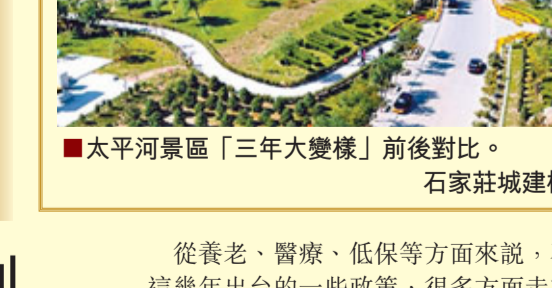 ■太平河景區「三年大變樣」前後對比。
石家莊城建
從養老、醫療、低保等方面來說，
這幾年出台的一些政策，很多方面走